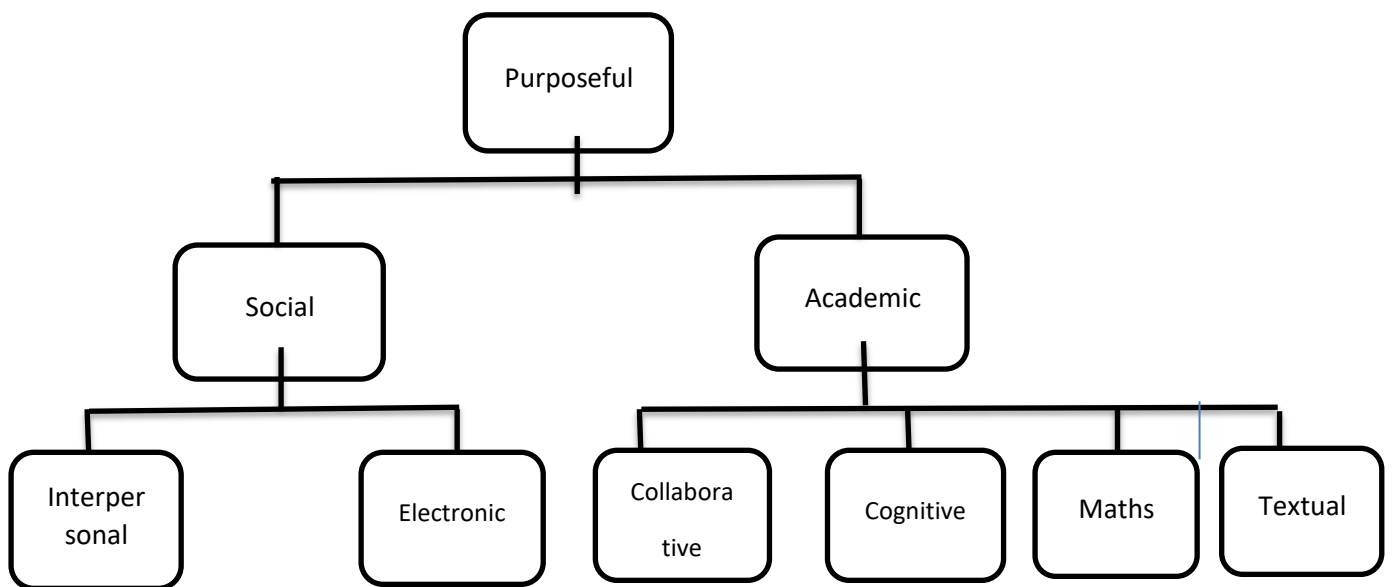 Purposeful
Social
Academic
Interper
sonal
Electronic
Collabora
tive
Cognitive
Maths
Textual